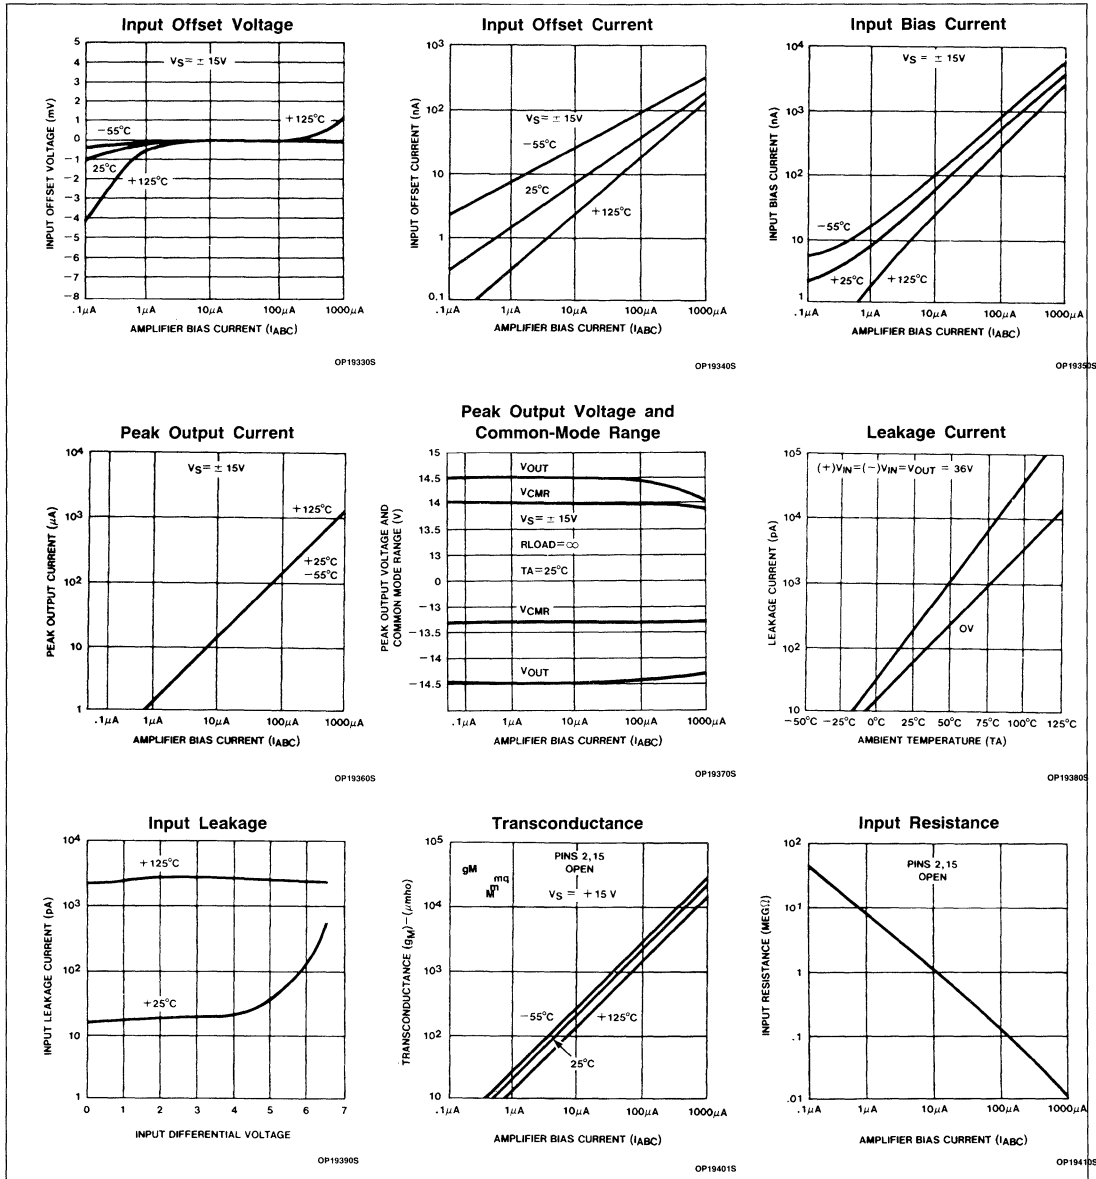 Input Offset Voltage
5
4
3
2
1
0
−1
−2
−3
−4
−5
−6
−7
−8
INPUT OFFSET VOLTAGE (mV)
VS = ± 15V
−55°C
25°C
+125°C
+125°C
.1μA 1μA 10μA 100μA 1000μA
AMPLIFIER BIAS CURRENT (IABC)
OP19330S
Input Offset Current
10³
10²
10
1
0.1
INPUT OFFSET CURRENT (nA)
VS = ± 15V
−55°C
25°C
+125°C
.1μA 1μA 10μA 100μA 1000μA
AMPLIFIER BIAS CURRENT (IABC)
OP19340S
Input Bias Current
10⁴
10³
10²
10
1
INPUT BIAS CURRENT (nA)
VS = ± 15V
−55°C
+25°C
+125°C
.1μA 1μA 10μA 100μA 1000μA
AMPLIFIER BIAS CURRENT (IABC)
OP19350S
Peak Output Current
10⁴
10³
10²
10
1
PEAK OUTPUT CURRENT (μA)
VS = ± 15V
+125°C
+25°C
−55°C
.1μA 1μA 10μA 100μA 1000μA
AMPLIFIER BIAS CURRENT (IABC)
OP19360S
Peak Output Voltage and
Common-Mode Range
15
14.5
14
13.5
13
0
−13
−13.5
−14
−14.5
PEAK OUTPUT VOLTAGE AND
COMMON MODE RANGE (V)
VOUT
VCMR
VS = ± 15V
RLOAD = ∞
TA = 25°C
VCMR
VOUT
.1μA 1μA 10μA 100μA 1000μA
AMPLIFIER BIAS CURRENT (IABC)
OP19370S
Leakage Current
10⁵
10⁴
10³
10²
10
LEAKAGE CURRENT (pA)
(+)VIN = (−)VIN = VOUT = 36V
OV
−50°C −25°C 0°C 25°C 50°C 75°C 100°C 125°C
AMBIENT TEMPERATURE (TA)
OP19380S
Input Leakage
10⁴
10³
10²
10
1
INPUT LEAKAGE CURRENT (pA)
+125°C
+25°C
0 1 2 3 4 5 6 7
INPUT DIFFERENTIAL VOLTAGE
OP19390S
Transconductance
10⁵
10⁴
10³
10²
10
TRANSCONDUCTANCE (gM)−(μmho)
PINS 2,15
OPEN
gM
mq
m
M
VS = +15 V
−55°C
+125°C
25°C
.1μA 1μA 10μA 100μA 1000μA
AMPLIFIER BIAS CURRENT (IABC)
OP19401S
Input Resistance
10²
10¹
1
.1
.01
INPUT RESISTANCE (MEGΩ)
PINS 2,15
OPEN
.1μA 1μA 10μA 100μA 1000μA
AMPLIFIER BIAS CURRENT (IABC)
OP19410S